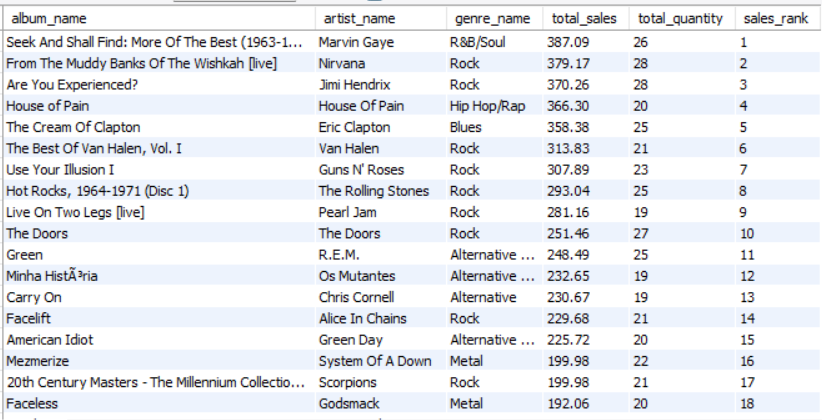 album_name artist_name genre_name total_sales total_quantity sales_rank
Seek And Shall Find: More Of The Best (1963-1... Marvin Gaye R&B/Soul 387.09 26 1
From The Muddy Banks Of The Wishkah [live] Nirvana Rock 379.17 28 2
Are You Experienced? Jimi Hendrix Rock 370.26 28 3
House of Pain House Of Pain Hip Hop/Rap 366.30 20 4
The Cream Of Clapton Eric Clapton Blues 358.38 25 5
The Best Of Van Halen, Vol. I Van Halen Rock 313.83 21 6
Use Your Illusion I Guns N' Roses Rock 307.89 23 7
Hot Rocks, 1964-1971 (Disc 1) The Rolling Stones Rock 293.04 25 8
Live On Two Legs [live] Pearl Jam Rock 281.16 19 9
The Doors The Doors Rock 251.46 27 10
Green R.E.M. Alternative ... 248.49 25 11
Minha HistÃ³ria Os Mutantes Alternative ... 232.65 19 12
Carry On Chris Cornell Alternative 230.67 19 13
Facelift Alice In Chains Rock 229.68 21 14
American Idiot Green Day Alternative ... 225.72 20 15
Mezmerize System Of A Down Metal 199.98 22 16
20th Century Masters - The Millennium Collectio... Scorpions Rock 199.98 21 17
Faceless Godsmack Metal 192.06 20 18